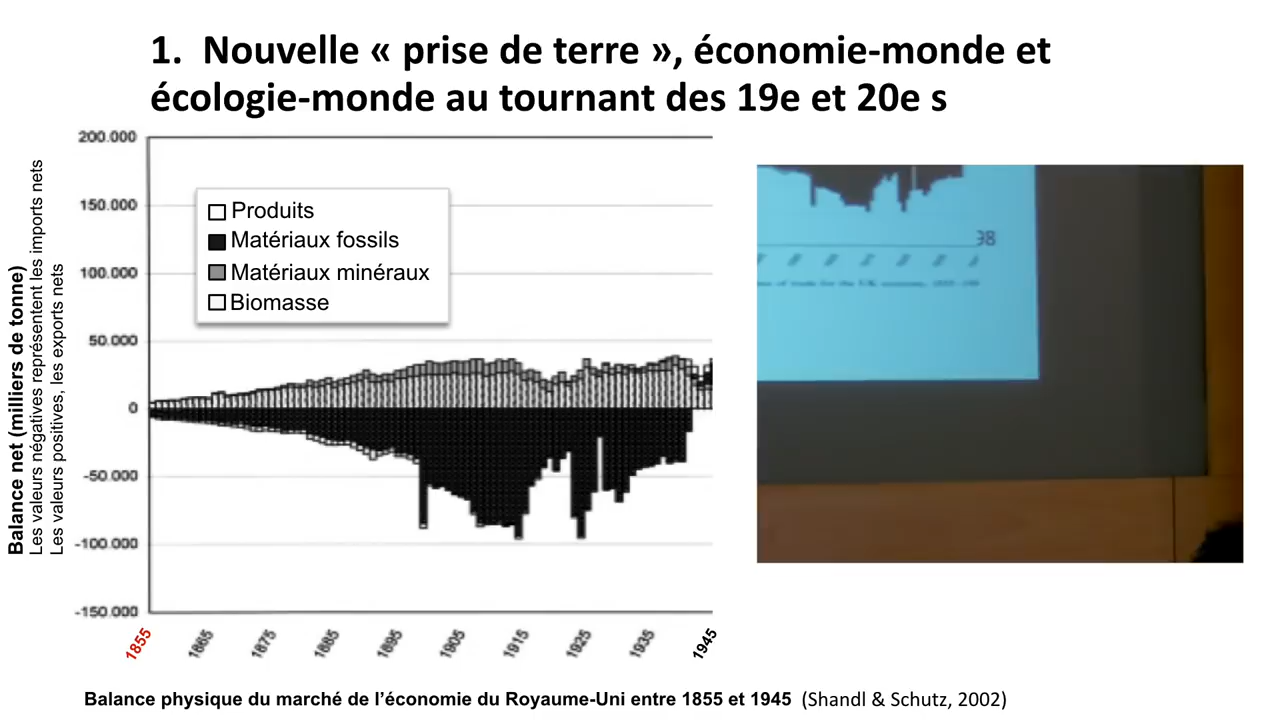 1. Nouvelle « prise de terre », économie-monde et
écologie-monde au tournant des 19e et 20e s
Balance net (milliers de tonne)
Les valeurs négatives représentent les imports nets
Les valeurs positives, les exports nets
200.000
150.000
100.000
50.000
0
-50.000
-100.000
-150.000
Produits
Matériaux fossils
Matériaux minéraux
Biomasse
1855
1865
1875
1885
1895
1905
1915
1925
1935
1945
98
Balance physique du marché de l'économie du Royaume-Uni entre 1855 et 1945 (Shandl & Schutz, 2002)